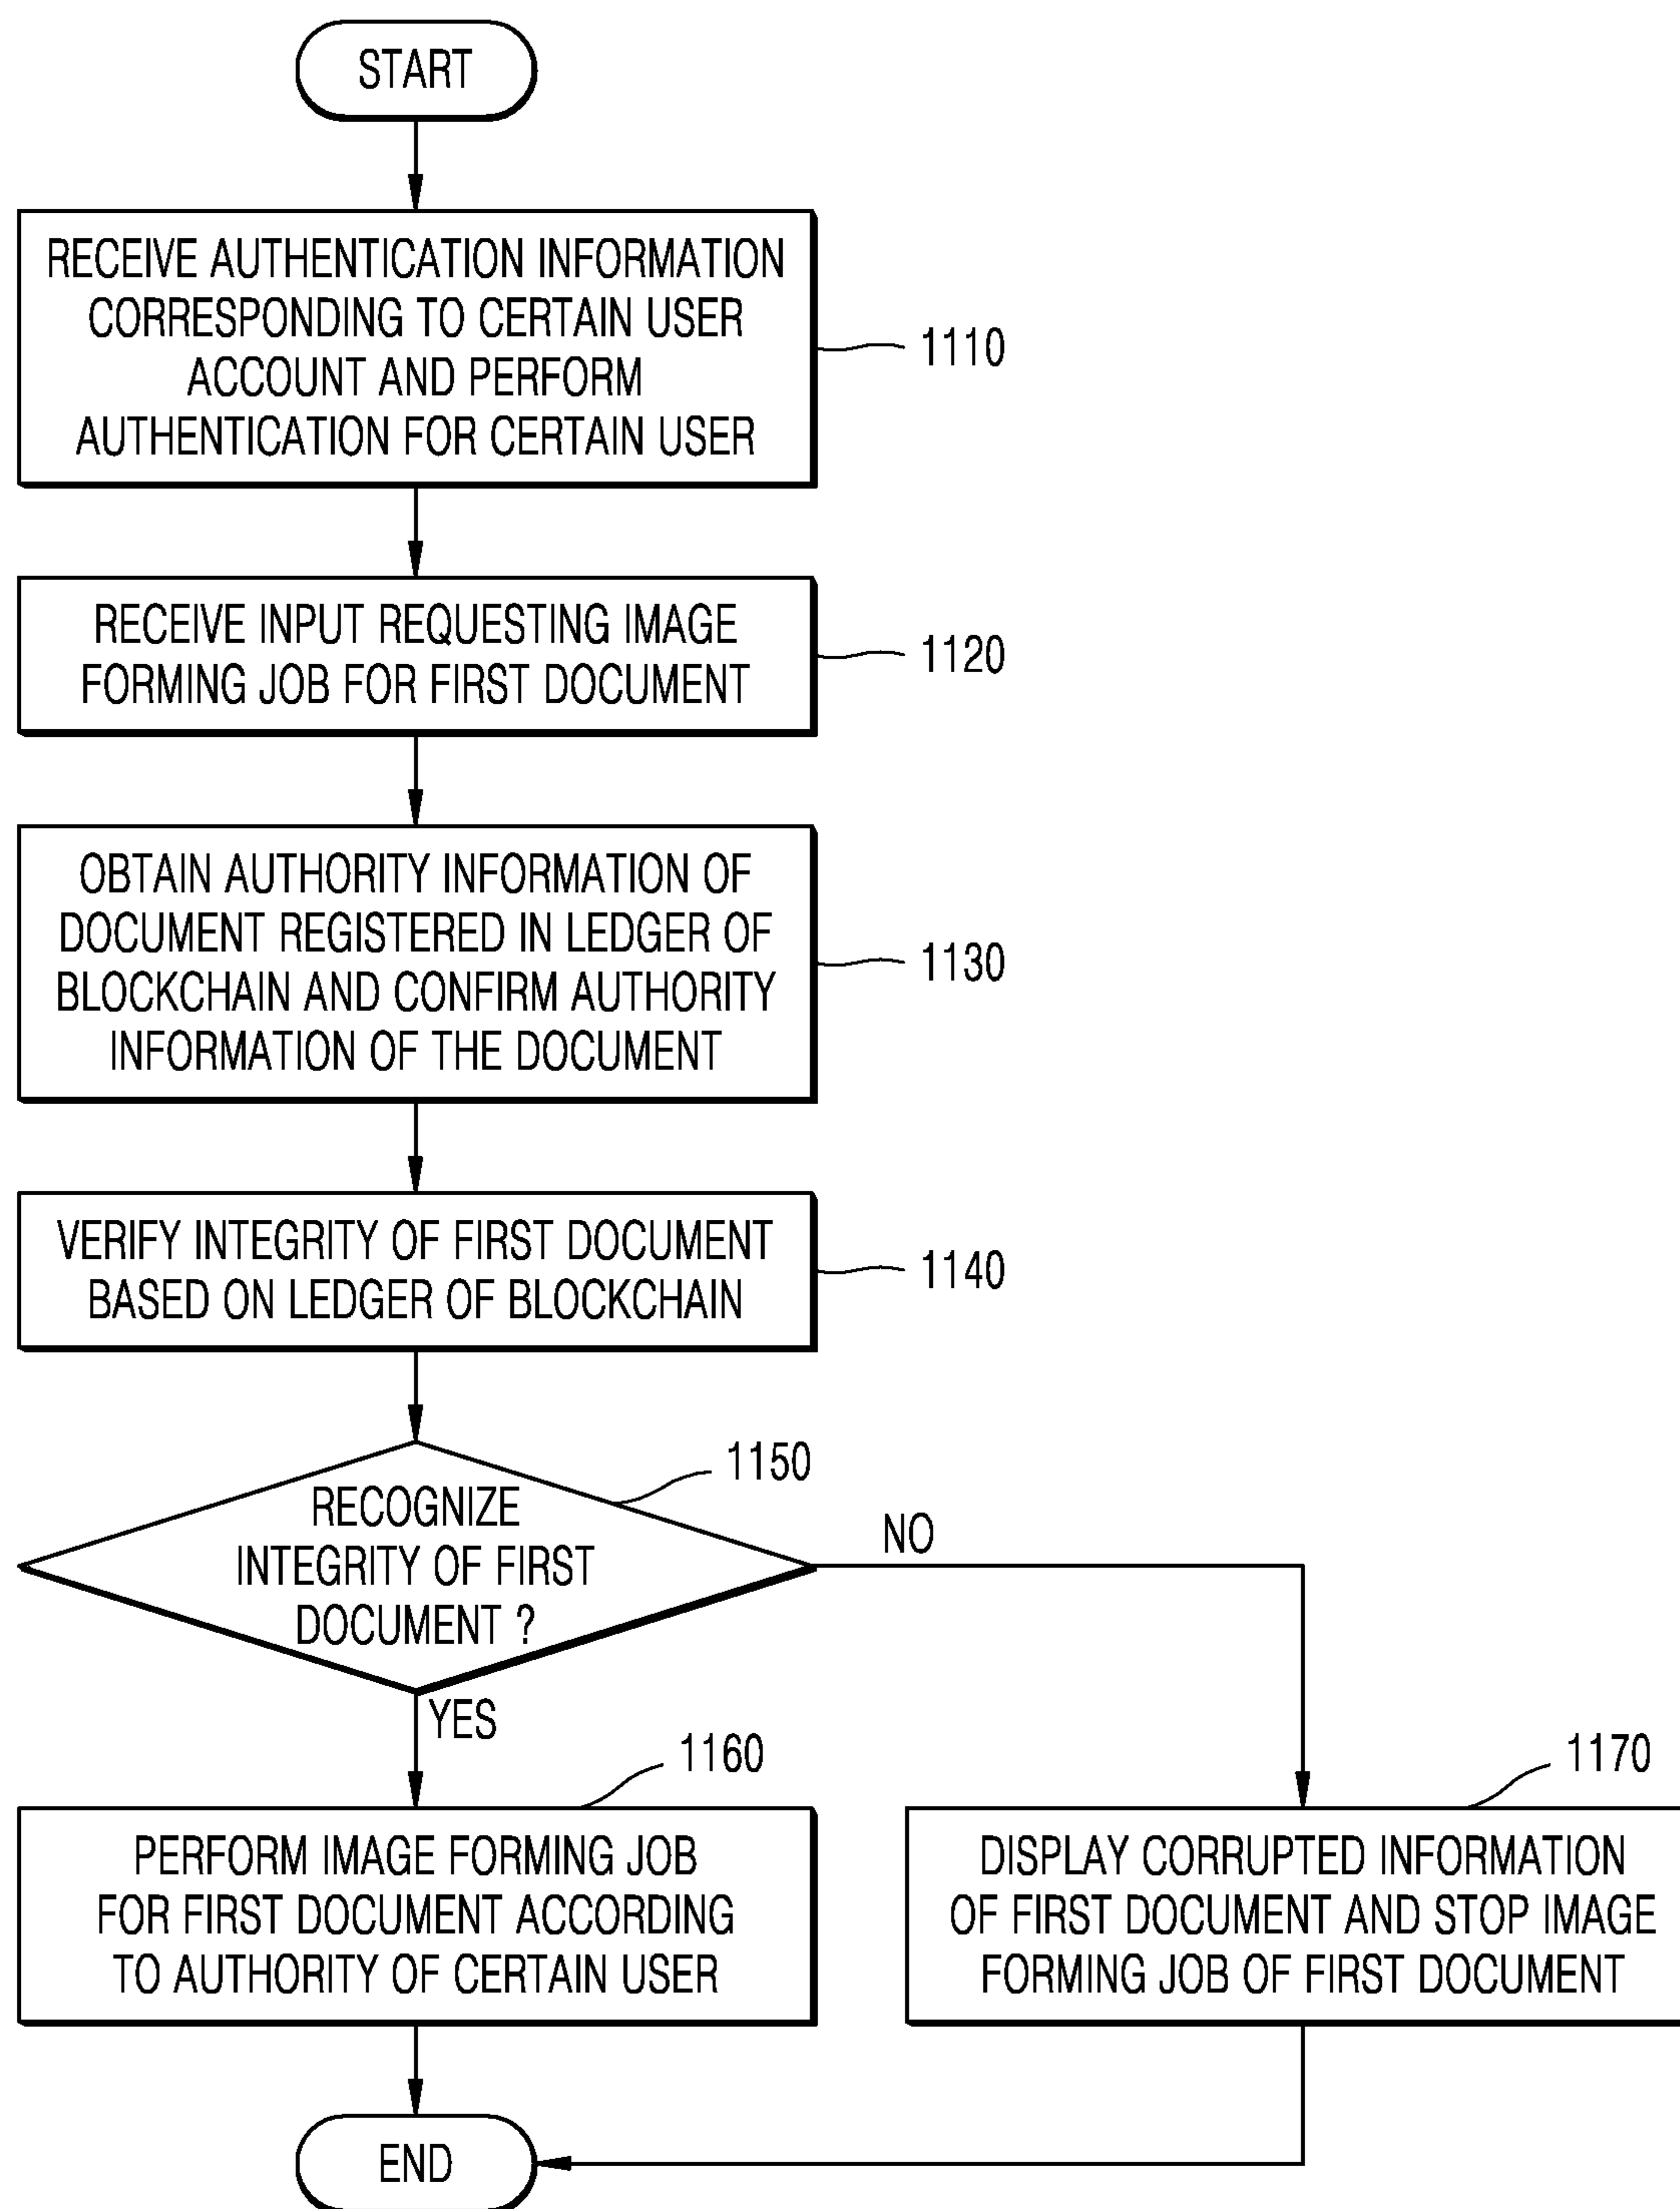 START
RECEIVE AUTHENTICATION INFORMATION
CORRESPONDING TO CERTAIN USER
ACCOUNT AND PERFORM
AUTHENTICATION FOR CERTAIN USER
1110
RECEIVE INPUT REQUESTING IMAGE
FORMING JOB FOR FIRST DOCUMENT
1120
OBTAIN AUTHORITY INFORMATION OF
DOCUMENT REGISTERED IN LEDGER OF
BLOCKCHAIN AND CONFIRM AUTHORITY
INFORMATION OF THE DOCUMENT
1130
VERIFY INTEGRITY OF FIRST DOCUMENT
BASED ON LEDGER OF BLOCKCHAIN
1140
1150
RECOGNIZE
INTEGRITY OF FIRST
DOCUMENT ?
NO
YES
1160
PERFORM IMAGE FORMING JOB
FOR FIRST DOCUMENT ACCORDING
TO AUTHORITY OF CERTAIN USER
1170
DISPLAY CORRUPTED INFORMATION
OF FIRST DOCUMENT AND STOP IMAGE
FORMING JOB OF FIRST DOCUMENT
END